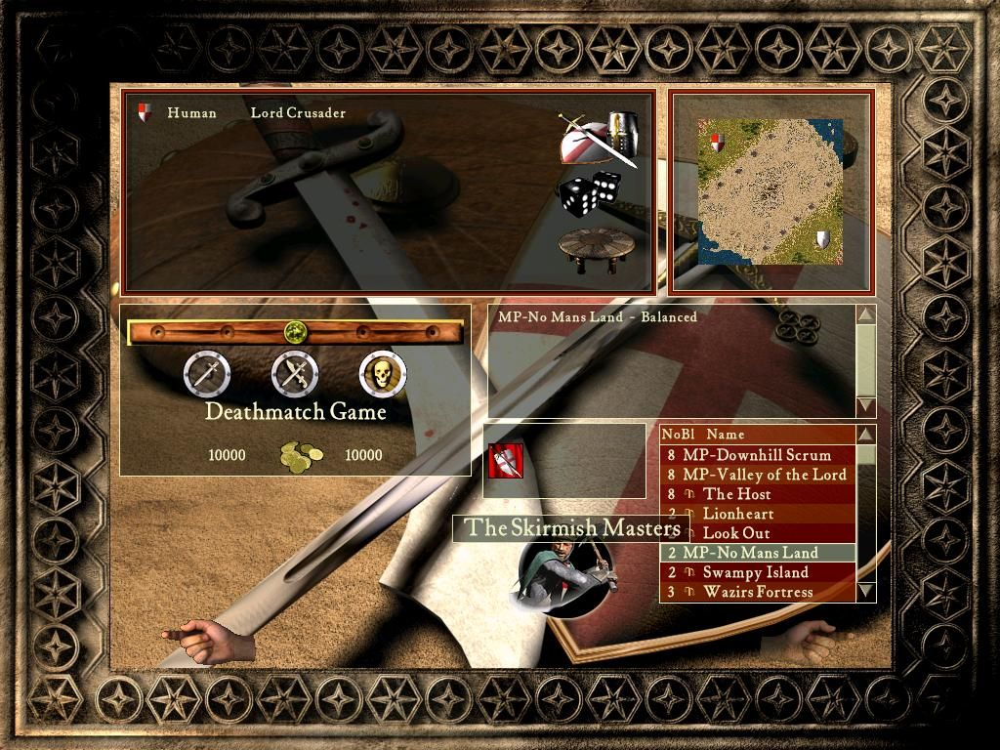 Human Lord Crusader
MP-No Mans Land - Balanced
Deathmatch Game
10000 10000
NoBl Name
8 MP-Downhill Scrum
8 MP-Valley of the Lord
8 The Host
2 Lionheart
Look Out
2 MP-No Mans Land
2 Swampy Island
3 Wazirs Fortress
The Skirmish Masters